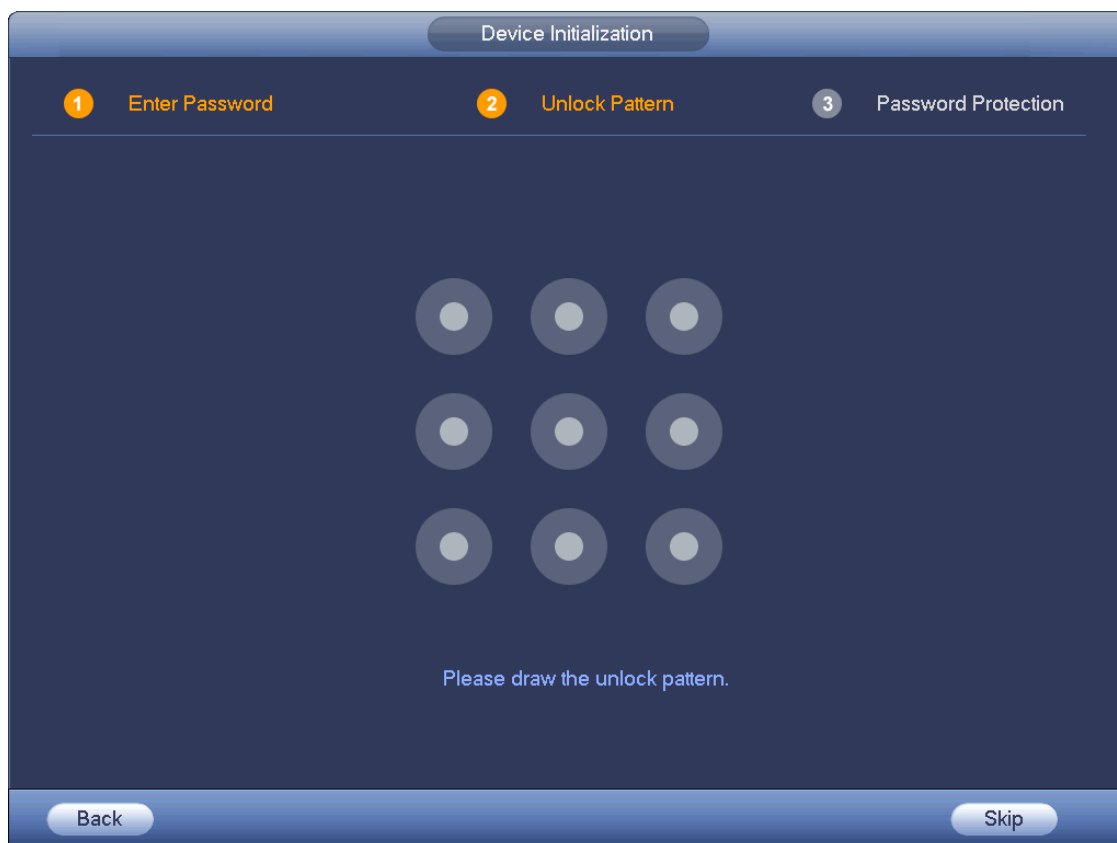 Device Initialization
1 Enter Password 2 Unlock Pattern 3 Password Protection
Please draw the unlock pattern.
Back Skip